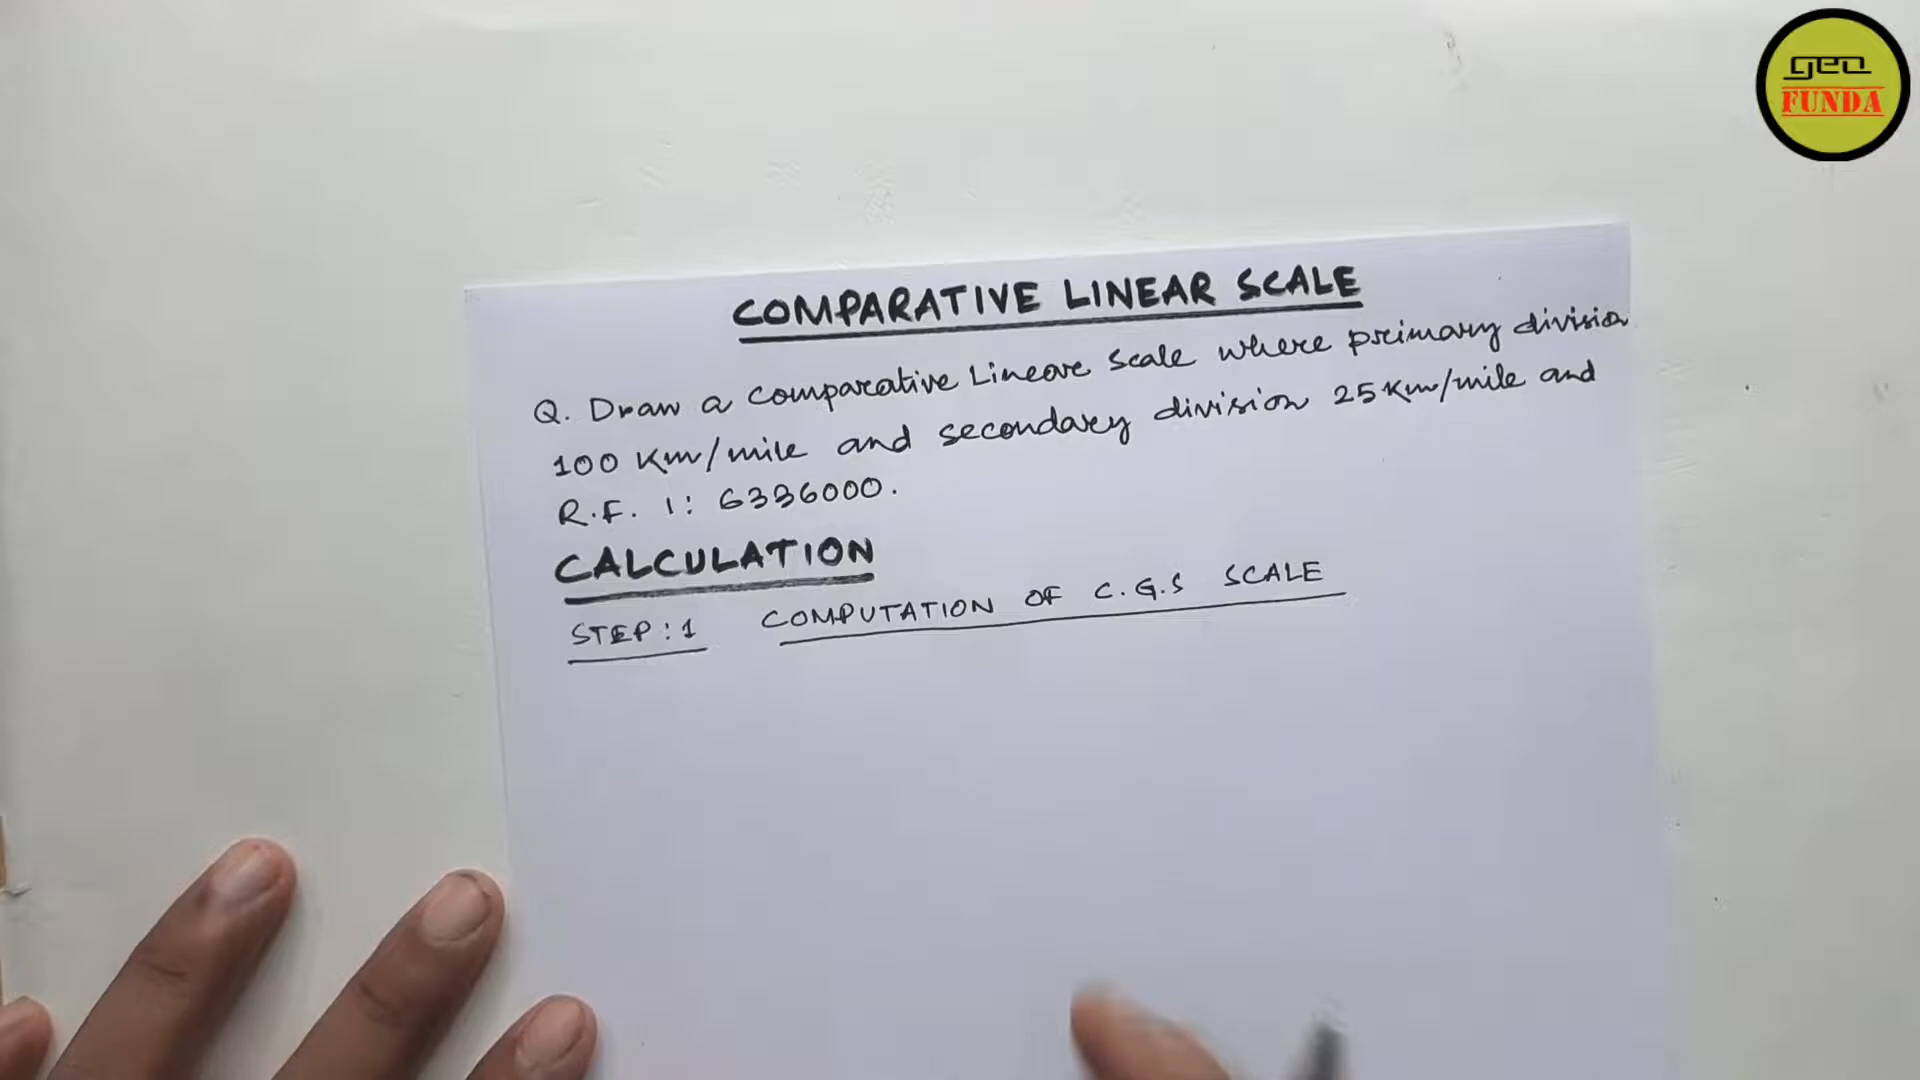 geo
FUNDA
COMPARATIVE LINEAR SCALE
Q. Draw a comparative Linear Scale where primary division
100 Km/mile and secondary division 25 Km/mile and
R.F. 1: 6336000.
CALCULATION
STEP:1 COMPUTATION OF C.G.S SCALE